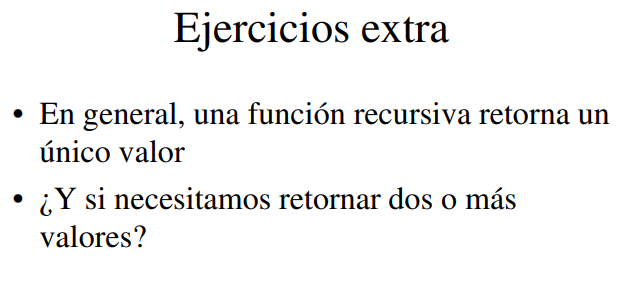 Ejercicios extra
• En general, una función recursiva retorna un
único valor
• ¿Y si necesitamos retornar dos o más
valores?